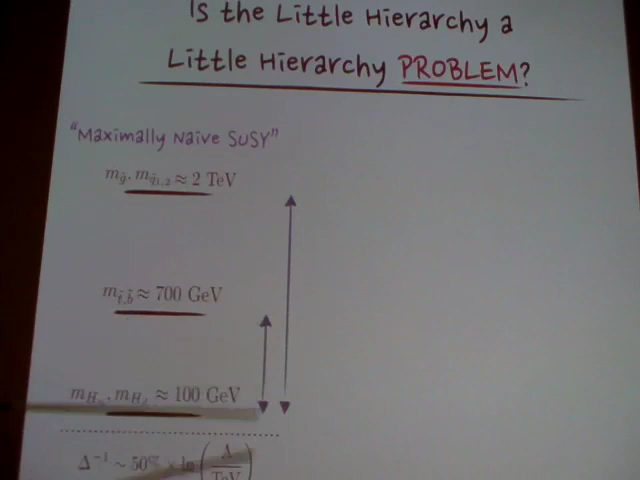 Is the Little Hierarchy a
Little Hierarchy PROBLEM?
"Maximally Naive SUSY"
m_g̃, m_q̃1,2 ≈ 2 TeV
m_t̃,b̃ ≈ 700 GeV
m_Hu, m_Hd ≈ 100 GeV
Δ⁻¹ ~ 50% × ln(Λ/TeV)